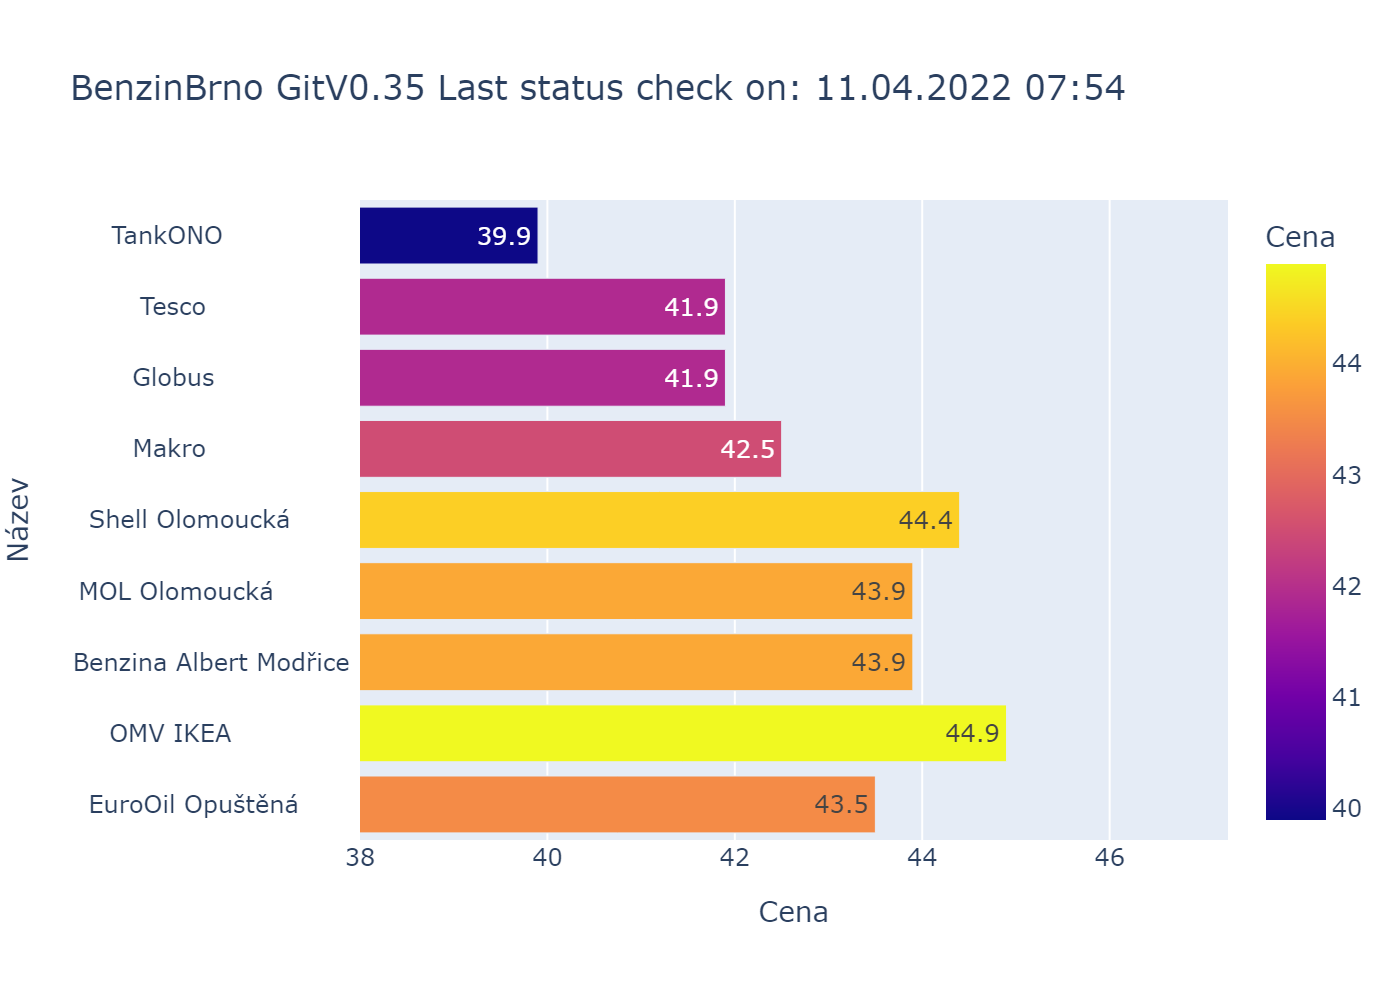 BenzinBrno GitV0.35 Last status check on: 11.04.2022 07:54
Název
TankONO 39.9
Tesco 41.9
Globus 41.9
Makro 42.5
Shell Olomoucká 44.4
MOL Olomoucká 43.9
Benzina Albert Modřice 43.9
OMV IKEA 44.9
EuroOil Opuštěná 43.5
38 40 42 44 46
Cena
Cena
44
43
42
41
40